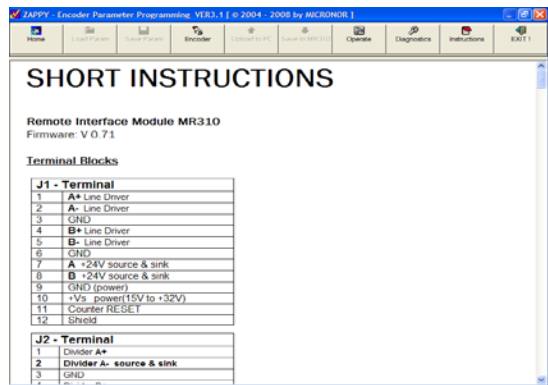 ZAPPY - Encoder Parameter Programming VER3.1 [ © 2004 - 2008 by MICRONOR ]
Home Load Param Save Param Encoder Upload to PC Save to MR310 Operate Diagnostics Instructions EXIT !
SHORT INSTRUCTIONS
Remote Interface Module MR310
Firmware: V 0.71
Terminal Blocks
J1 - Terminal
1 A+ Line Driver
2 A- Line Driver
3 GND
4 B+ Line Driver
5 B- Line Driver
6 GND
7 A +24V source & sink
8 B +24V source & sink
9 GND (power)
10 +Vs power(15V to +32V)
11 Counter RESET
12 Shield
J2 - Terminal
1 Divider A+
2 Divider A- source & sink
3 GND